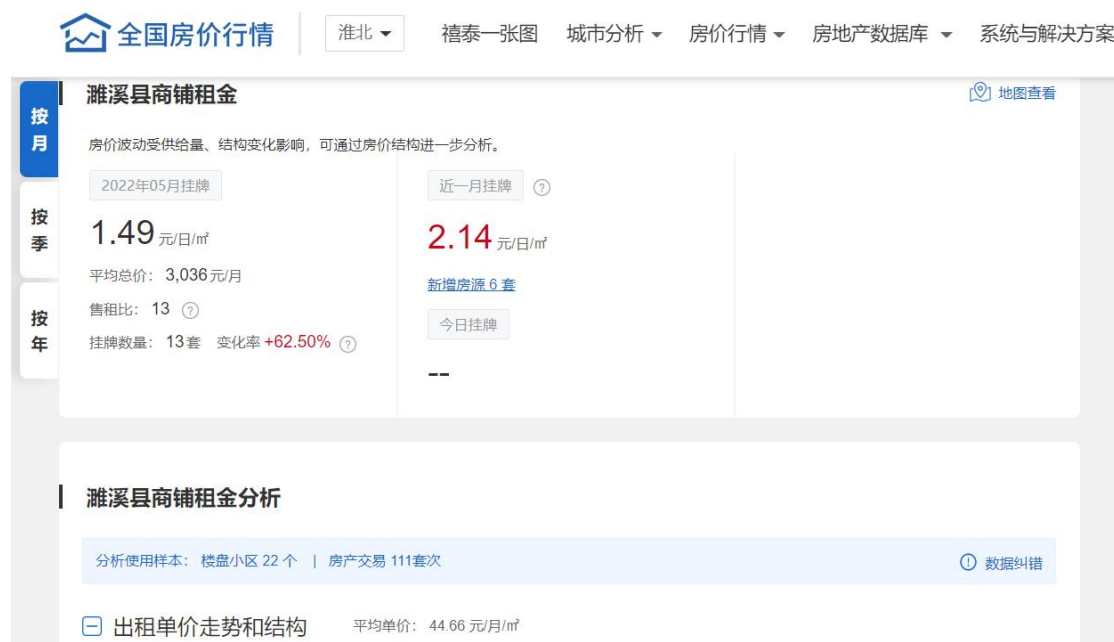 全国房价行情 淮北 禧泰一张图 城市分析 房价行情 房地产数据库 系统与解决方案
按月
按季
按年
濉溪县商铺租金 地图查看
房价波动受供给量、结构变化影响，可通过房价结构进一步分析。
2022年05月挂牌
1.49 元/日/㎡
平均总价： 3,036元/月
售租比： 13 ?
挂牌数量： 13套 变化率 +62.50% ?
近一月挂牌 ?
2.14 元/日/㎡
新增房源 6 套
今日挂牌
--
濉溪县商铺租金分析
分析使用样本： 楼盘小区 22 个 | 房产交易 111套次 数据纠错
出租单价走势和结构 平均单价： 44.66 元/月/㎡